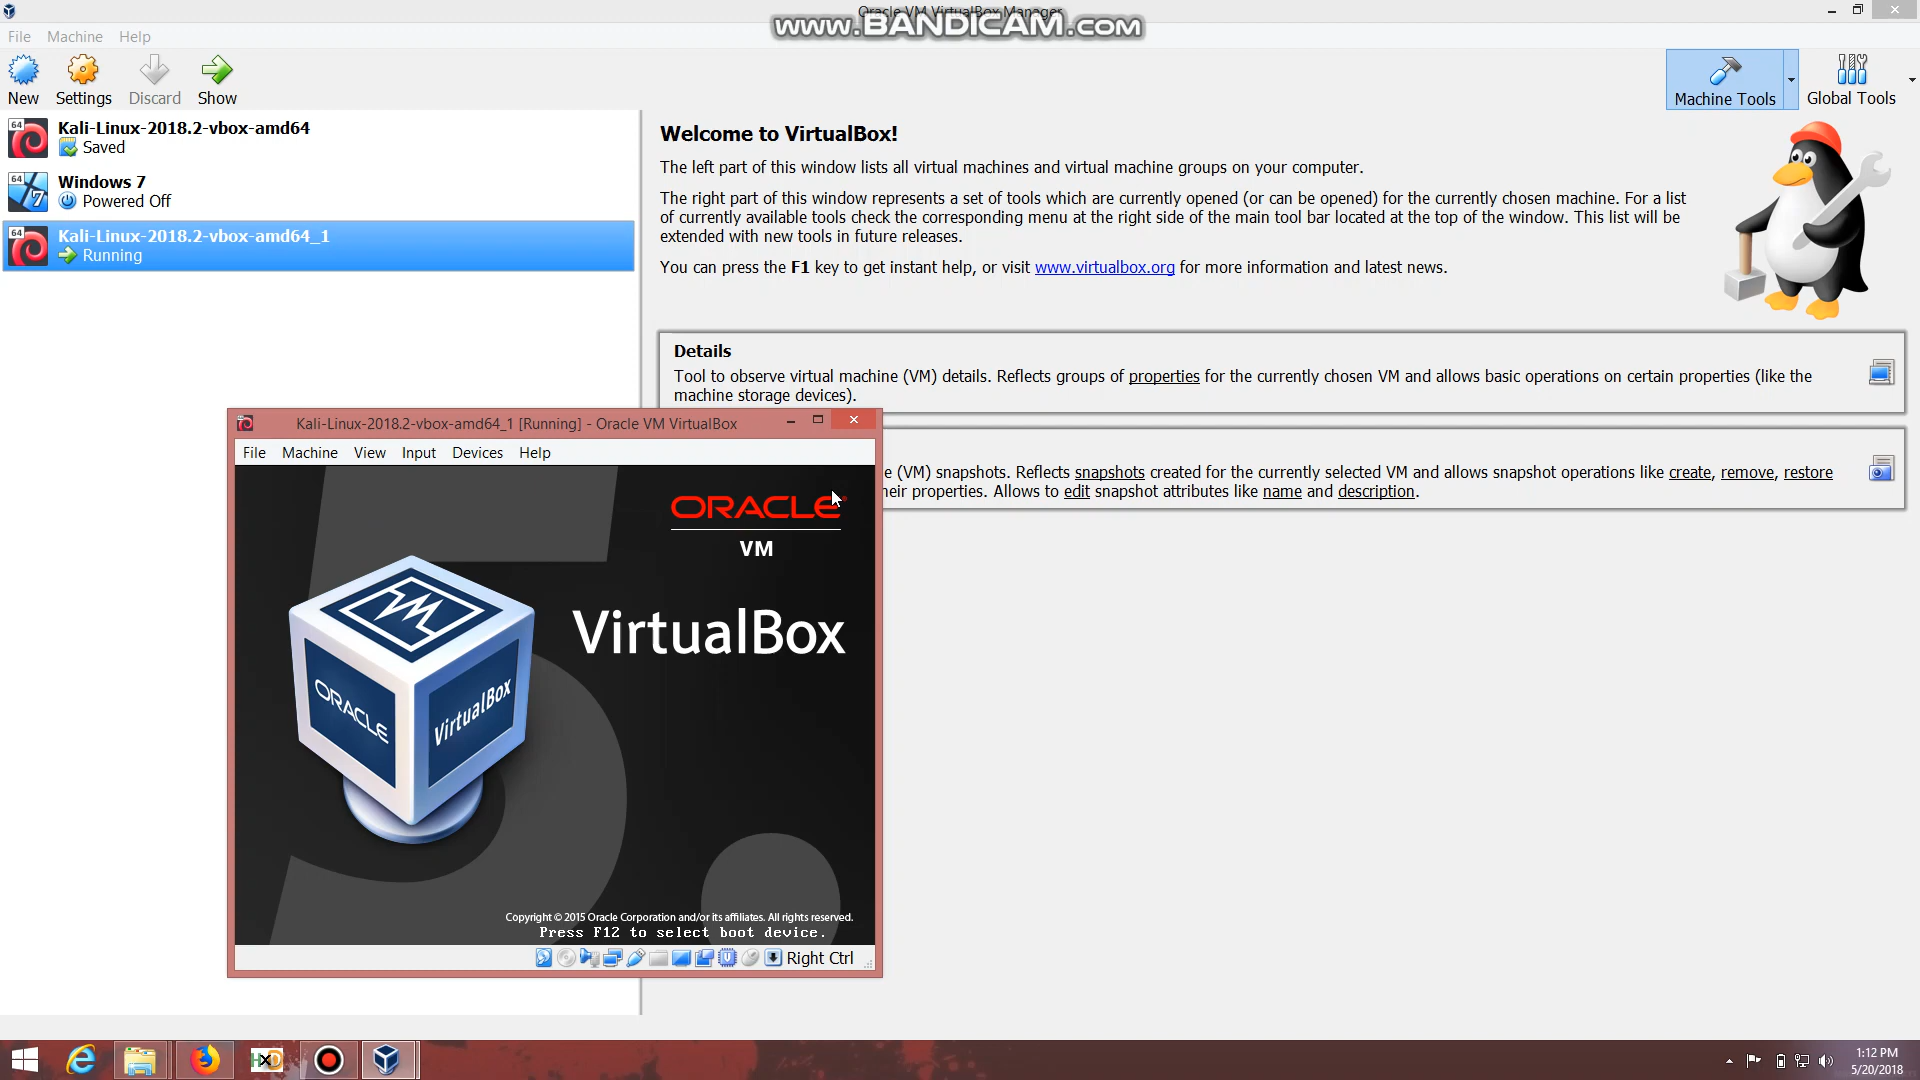 Oracle VM VirtualBox Manager
www.BANDICAM.com
File Machine Help
New Settings Discard Show
Machine Tools Global Tools
64
Kali-Linux-2018.2-vbox-amd64
Saved
64
7
Windows 7
Powered Off
64
Kali-Linux-2018.2-vbox-amd64_1
Running
Welcome to VirtualBox!
The left part of this window lists all virtual machines and virtual machine groups on your computer.
The right part of this window represents a set of tools which are currently opened (or can be opened) for the currently chosen machine. For a list
of currently available tools check the corresponding menu at the right side of the main tool bar located at the top of the window. This list will be
extended with new tools in future releases.
You can press the F1 key to get instant help, or visit www.virtualbox.org for more information and latest news.
Details
Tool to observe virtual machine (VM) details. Reflects groups of properties for the currently chosen VM and allows basic operations on certain properties (like the
machine storage devices).
(VM) snapshots. Reflects snapshots created for the currently selected VM and allows snapshot operations like create, remove, restore
properties. Allows to edit snapshot attributes like name and description.
Kali-Linux-2018.2-vbox-amd64_1 [Running] - Oracle VM VirtualBox
File Machine View Input Devices Help
ORACLE
VM
VirtualBox
ORACLE
VirtualBox
5.
Copyright © 2015 Oracle Corporation and/or its affiliates. All rights reserved.
Press F12 to select boot device.
Right Ctrl
HxD
1:12 PM
5/20/2018